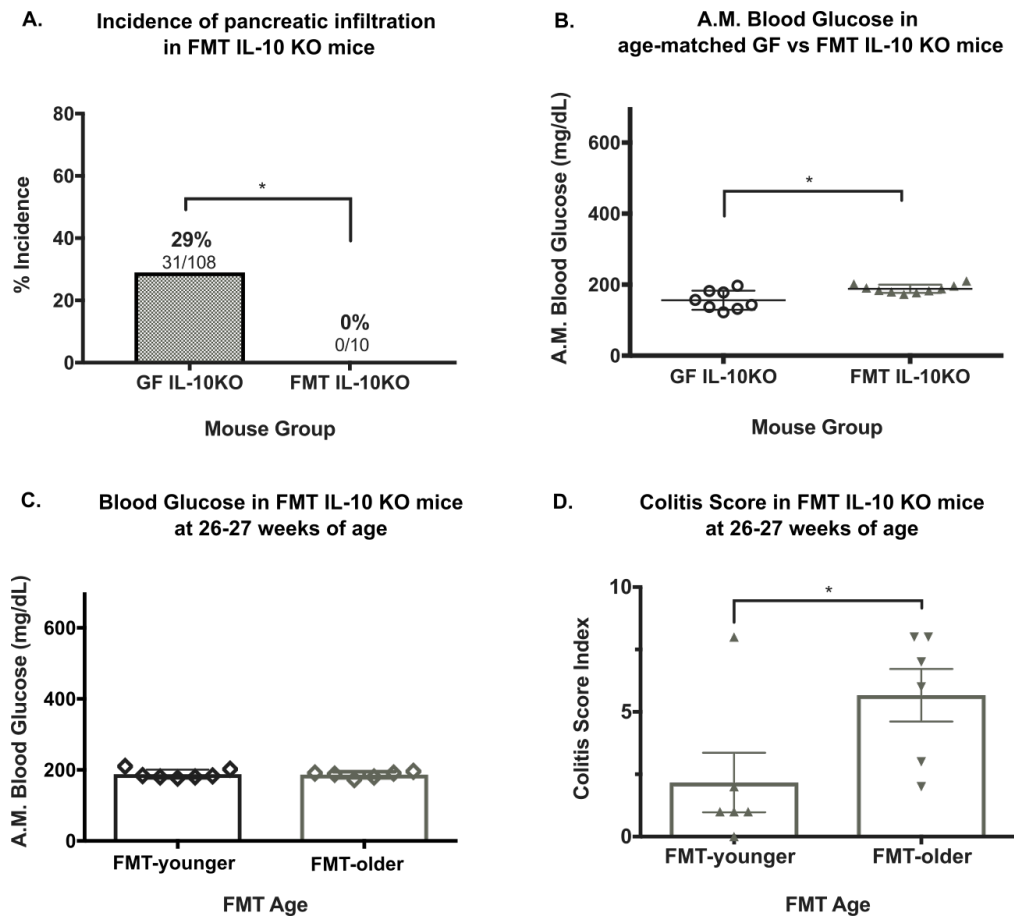 A.
Incidence of pancreatic infiltration
in FMT IL-10 KO mice
% Incidence
80
60
40
20
0
*
29%
31/108
0%
0/10
GF IL-10KO
FMT IL-10KO
Mouse Group
B.
A.M. Blood Glucose in
age-matched GF vs FMT IL-10 KO mice
A.M. Blood Glucose (mg/dL)
600
400
200
0
*
GF IL-10KO
FMT IL-10KO
Mouse Group
C.
Blood Glucose in FMT IL-10 KO mice
at 26-27 weeks of age
A.M. Blood Glucose (mg/dL)
600
400
200
0
FMT-younger
FMT-older
FMT Age
D.
Colitis Score in FMT IL-10 KO mice
at 26-27 weeks of age
Colitis Score Index
10
5
0
*
FMT-younger
FMT-older
FMT Age